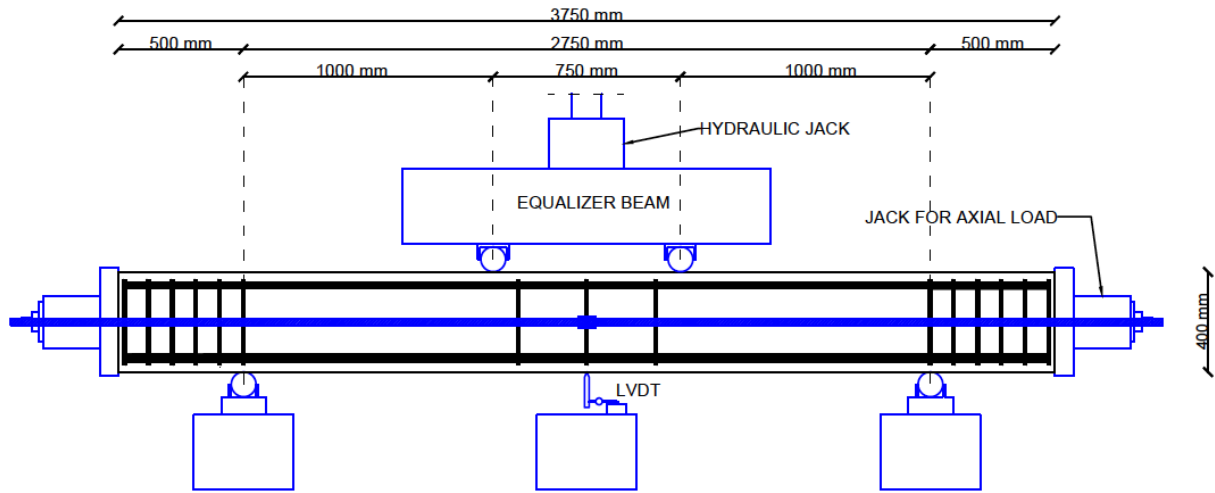 3750 mm
500 mm
2750 mm
500 mm
1000 mm
750 mm
1000 mm
HYDRAULIC JACK
EQUALIZER BEAM
JACK FOR AXIAL LOAD
400 mm
LVDT